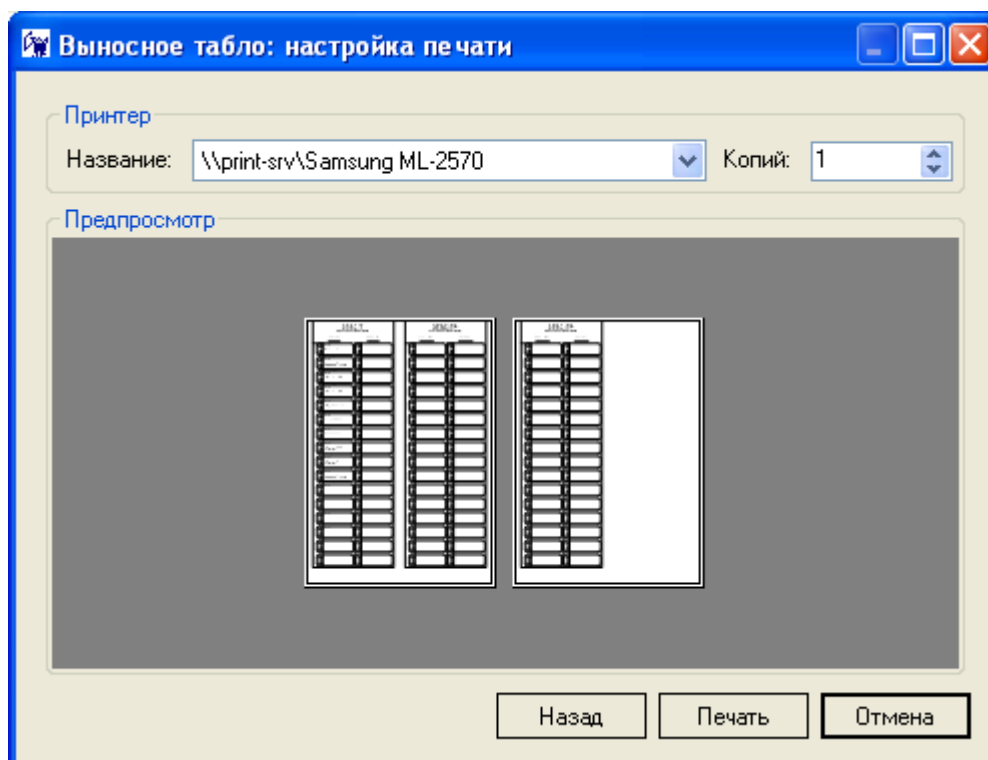 Выносное табло: настройка печати
Принтер
Название: \\print-srv\Samsung ML-2570 Копий: 1
Предпросмотр
Назад Печать Отмена